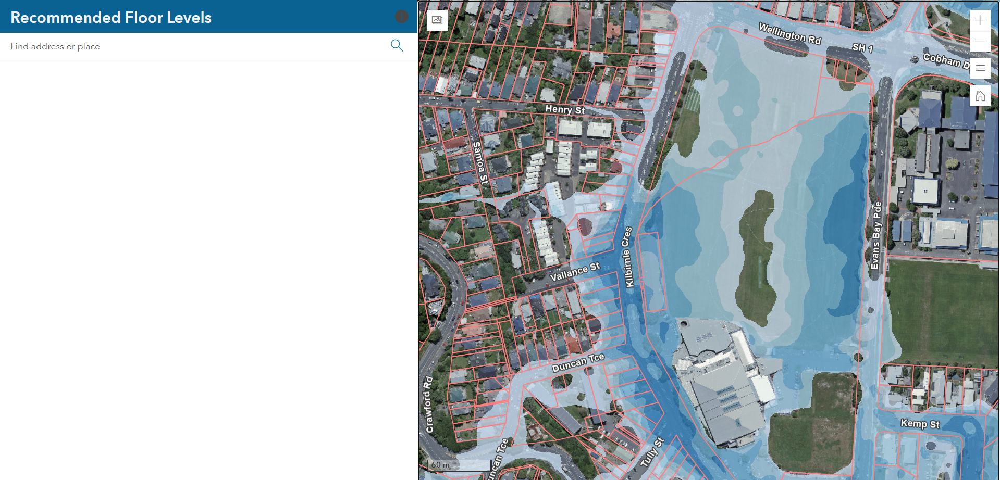 Recommended Floor Levels
Find address or place
Wellington Rd
SH 1
Cobham D
Henry St
Samoa St
Evans Bay Pde
Kilbirnie Cres
Vallance St
Duncan Tce
Crawford Rd
Kemp St
Tully St
uncan Tce
60 m